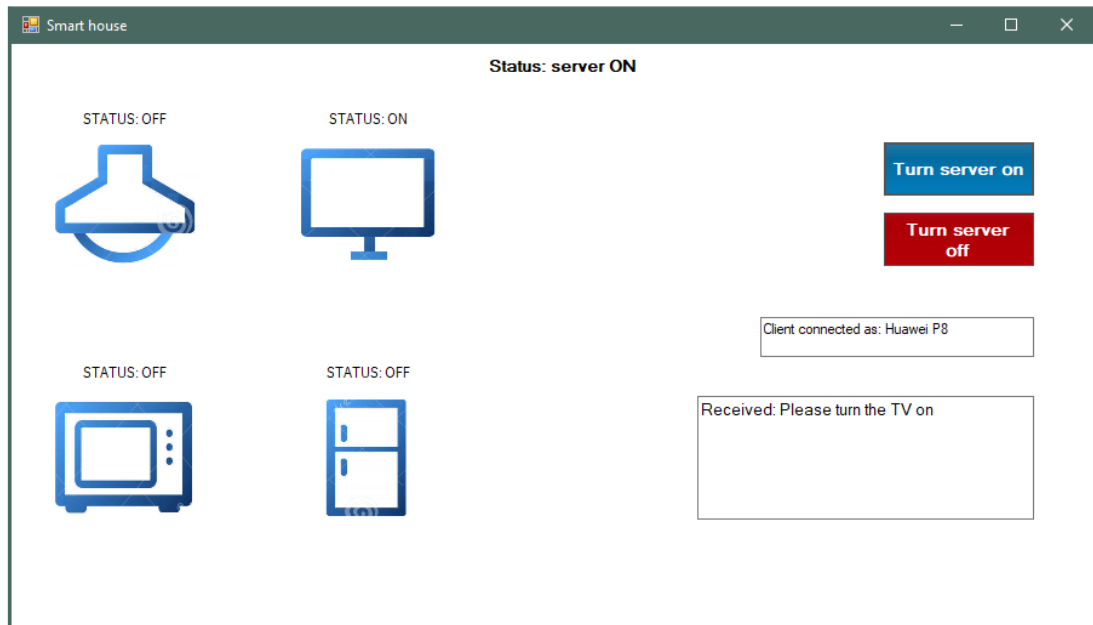 Smart house
Status: server ON
STATUS: OFF
STATUS: ON
Turn server on
Turn server
off
Client connected as: Huawei P8
STATUS: OFF
STATUS: OFF
Received: Please turn the TV on